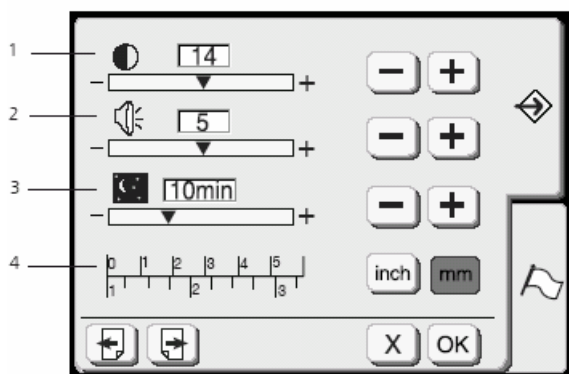 1
14
- +
- +
2
5
- +
- +
3
10min
- +
- +
4
0 1 2 3 4 5
1 2 3
inch mm
X OK